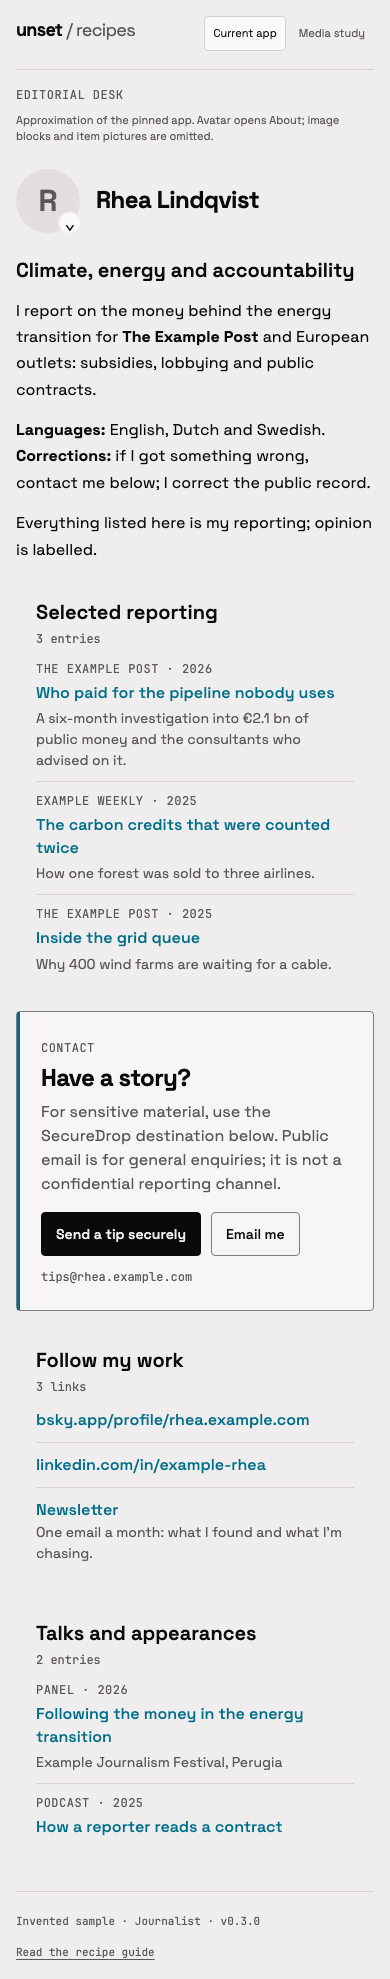 unset / recipes
Current app
Media study
EDITORIAL DESK
Approximation of the pinned app. Avatar opens About; image
blocks and item pictures are omitted.
R
Rhea Lindqvist
Climate, energy and accountability
I report on the money behind the energy
transition for The Example Post and European
outlets: subsidies, lobbying and public
contracts.
Languages: English, Dutch and Swedish.
Corrections: if I got something wrong,
contact me below; I correct the public record.
Everything listed here is my reporting; opinion
is labelled.
Selected reporting
3 entries
THE EXAMPLE POST · 2026
Who paid for the pipeline nobody uses
A six-month investigation into €2.1 bn of
public money and the consultants who
advised on it.
EXAMPLE WEEKLY · 2025
The carbon credits that were counted
twice
How one forest was sold to three airlines.
THE EXAMPLE POST · 2025
Inside the grid queue
Why 400 wind farms are waiting for a cable.
CONTACT
Have a story?
For sensitive material, use the
SecureDrop destination below. Public
email is for general enquiries; it is not a
confidential reporting channel.
Send a tip securely
Email me
tips@rhea.example.com
Follow my work
3 links
bsky.app/profile/rhea.example.com
linkedin.com/in/example-rhea
Newsletter
One email a month: what I found and what I'm
chasing.
Talks and appearances
2 entries
PANEL · 2026
Following the money in the energy
transition
Example Journalism Festival, Perugia
PODCAST · 2025
How a reporter reads a contract
Invented sample · Journalist · v0.3.0
Read the recipe guide